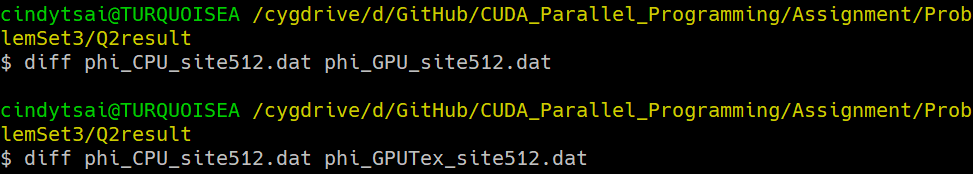 cindytsai@TURQUOISEA /cygdrive/d/GitHub/CUDA_Parallel_Programming/Assignment/Prob
lemSet3/Q2result
$ diff phi_CPU_site512.dat phi_GPU_site512.dat
cindytsai@TURQUOISEA /cygdrive/d/GitHub/CUDA_Parallel_Programming/Assignment/Prob
lemSet3/Q2result
$ diff phi_CPU_site512.dat phi_GPUTex_site512.dat